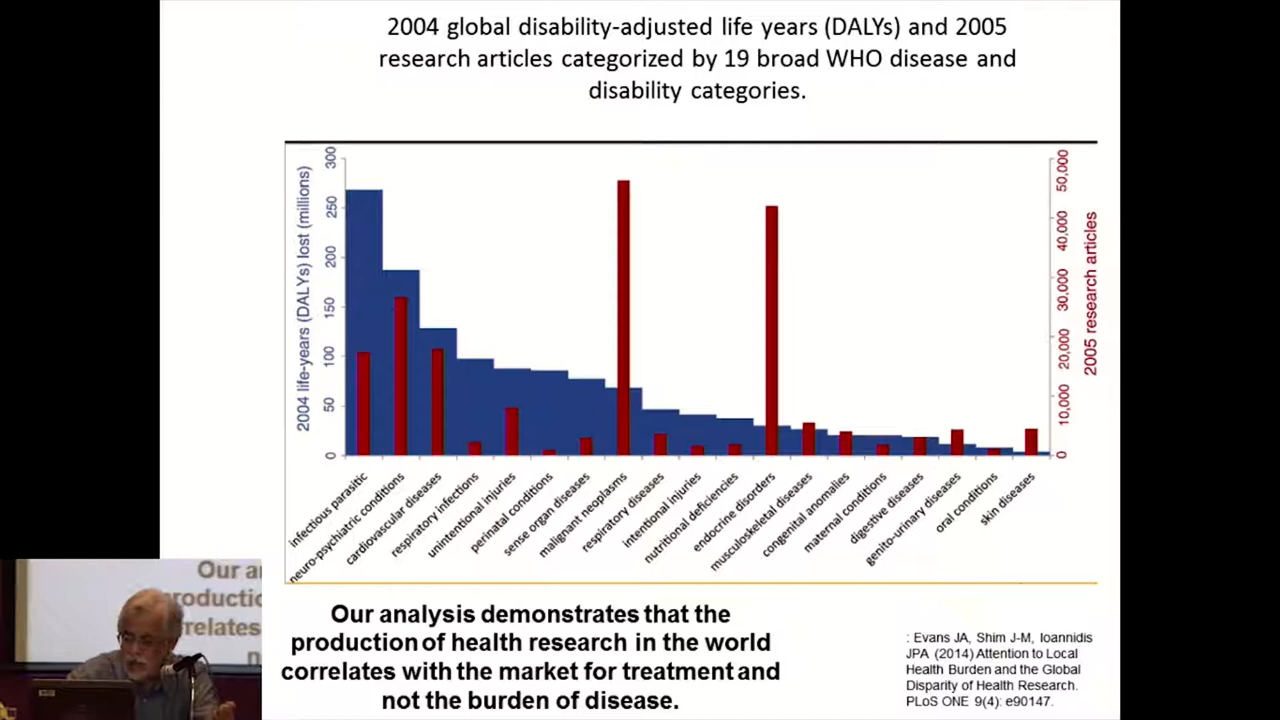 2004 global disability-adjusted life years (DALYs) and 2005
research articles categorized by 19 broad WHO disease and
disability categories.
2004 life-years (DALYs) lost (millions)
300
250
200
150
100
50
0
50,000
40,000
30,000
20,000
10,000
0
2005 research articles
infectious parasitic
neuro-psychiatric conditions
cardiovascular diseases
respiratory infections
unintentional injuries
perinatal conditions
sense organ diseases
malignant neoplasms
respiratory diseases
intentional injuries
nutritional deficiencies
endocrine disorders
musculoskeletal diseases
congenital anomalies
maternal conditions
digestive diseases
genito-urinary diseases
oral conditions
skin diseases
Our analysis demonstrates that the
production of health research in the world
correlates with the market for treatment and
not the burden of disease.
: Evans JA, Shim J-M, Ioannidis
JPA (2014) Attention to Local
Health Burden and the Global
Disparity of Health Research.
PLoS ONE 9(4): e90147.
Our a
productio
rrelates
n